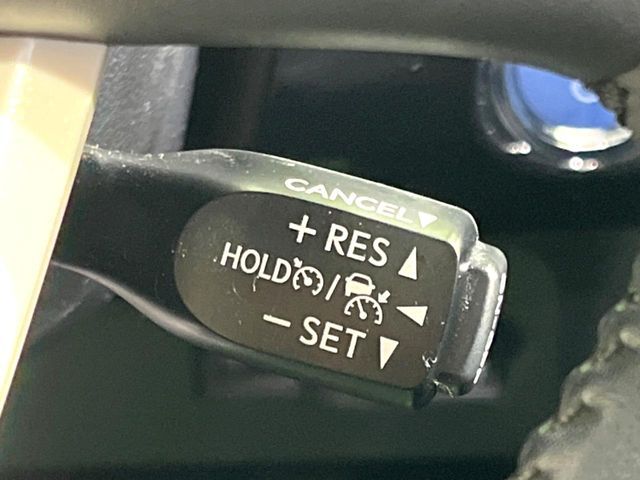 CANCEL▼
+ RES ▲
HOLD / ◀
− SET ▼